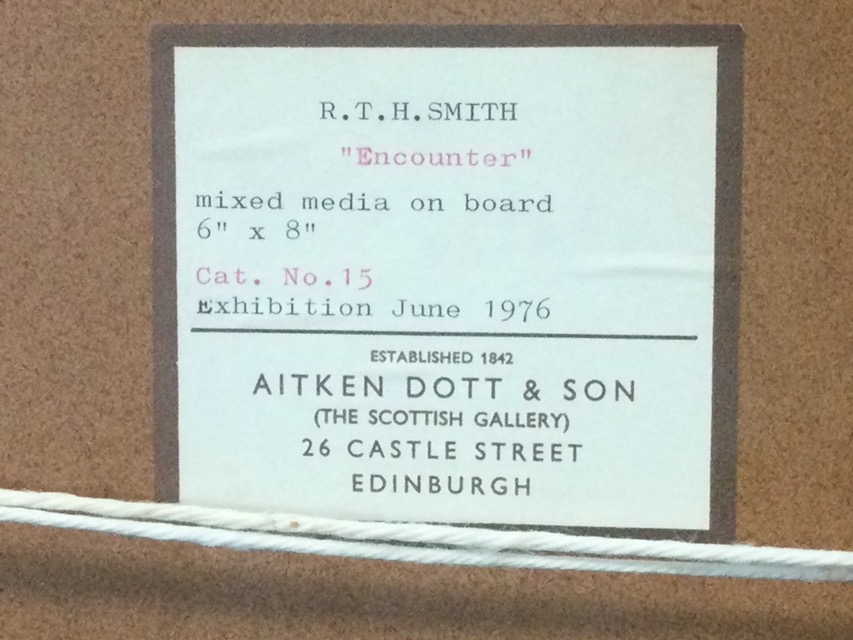 R.T.H.SMITH
"Encounter"
mixed media on board
6" x 8"
Cat. No.15
Exhibition June 1976
ESTABLISHED 1842
AITKEN DOTT & SON
(THE SCOTTISH GALLERY)
26 CASTLE STREET
EDINBURGH